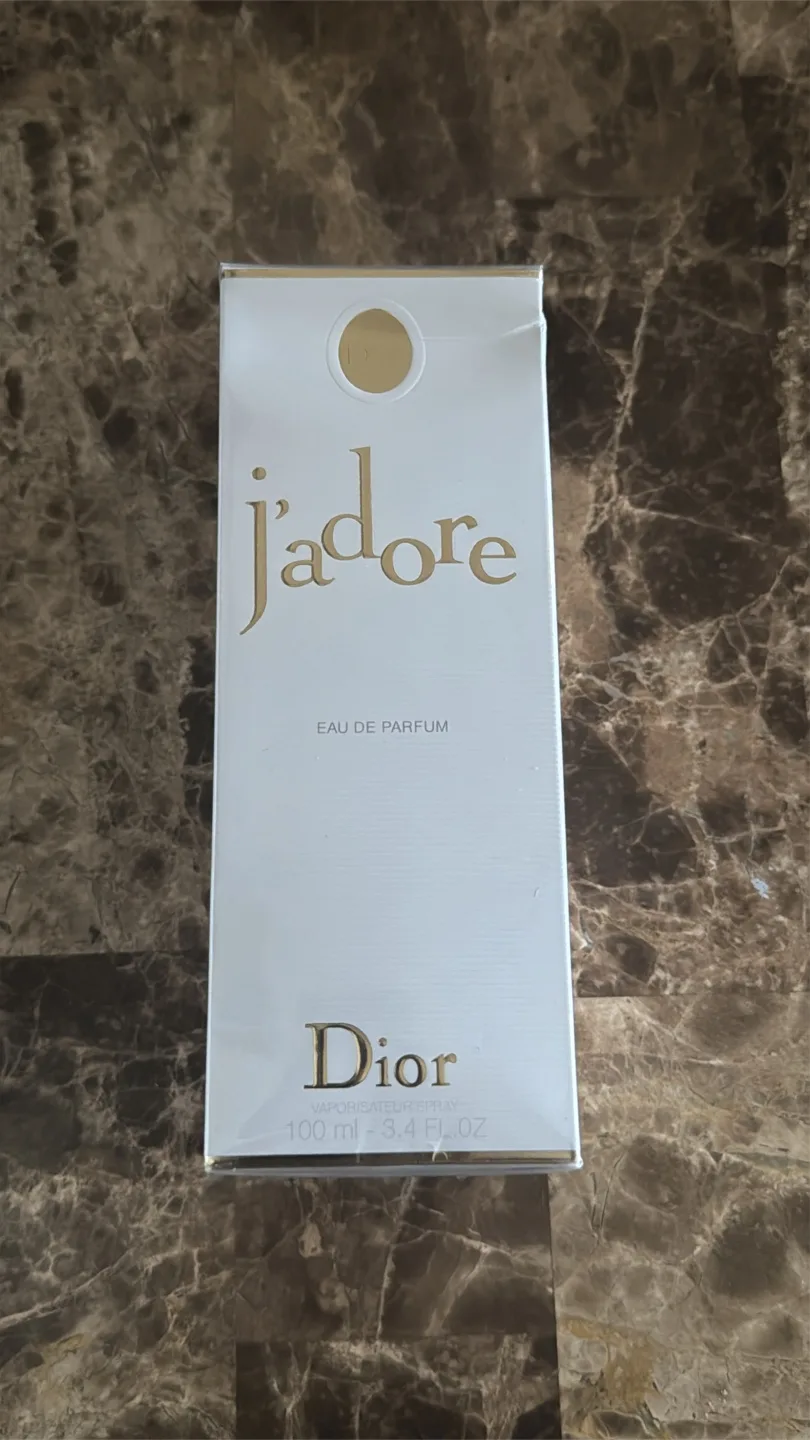 j'adore
EAU DE PARFUM
Dior
VAPORISATEUR SPRAY
100 ml - 3.4 FL.OZ